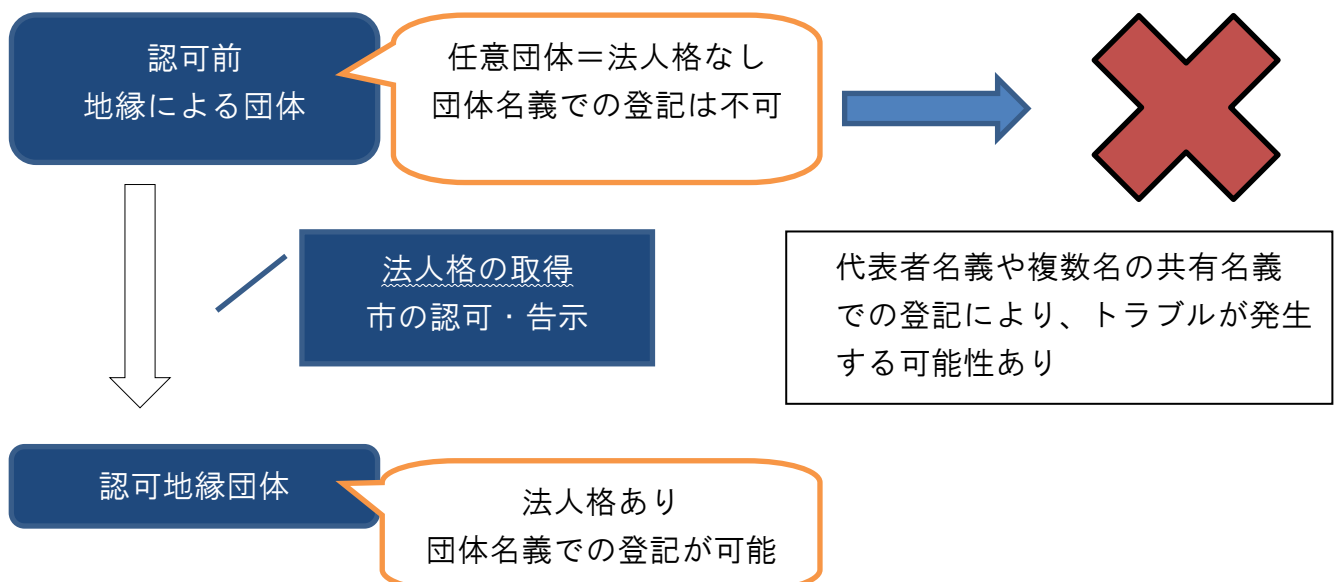 認可前
地縁による団体
任意団体＝法人格なし
団体名義での登記は不可
法人格の取得
市の認可・告示
代表者名義や複数名の共有名義
での登記により、トラブルが発生
する可能性あり
認可地縁団体
法人格あり
団体名義での登記が可能